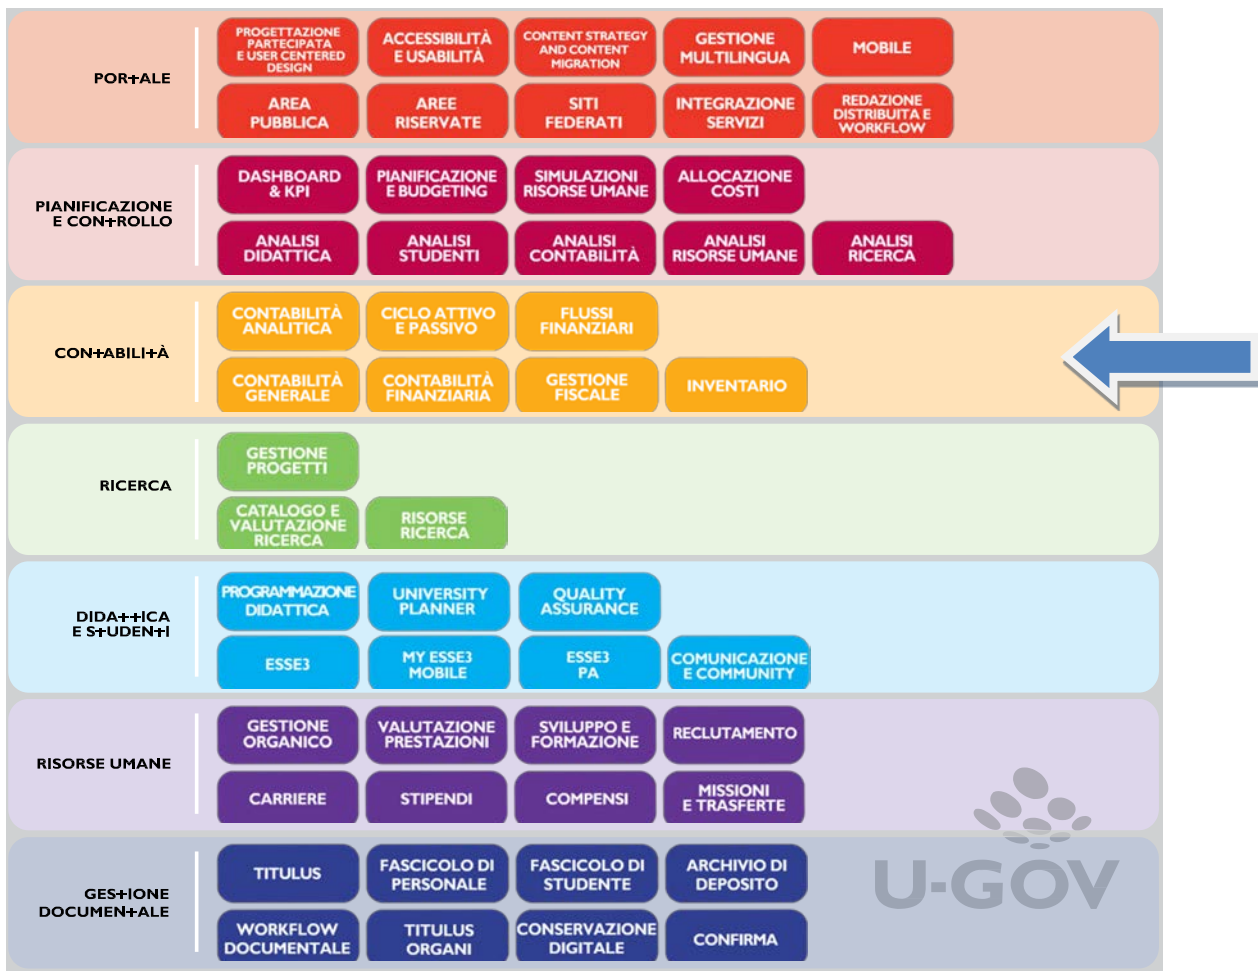 PORTALE
PROGETTAZIONE
PARTECIPATA
E USER CENTERED
DESIGN
ACCESSIBILITÀ
E USABILITÀ
CONTENT STRATEGY
AND CONTENT
MIGRATION
GESTIONE
MULTILINGUA
MOBILE
AREA
PUBBLICA
AREE
RISERVATE
SITI
FEDERATI
INTEGRAZIONE
SERVIZI
REDAZIONE
DISTRIBUITA E
WORKFLOW
PIANIFICAZIONE
E CONTROLLO
DASHBOARD
& KPI
PIANIFICAZIONE
E BUDGETING
SIMULAZIONI
RISORSE UMANE
ALLOCAZIONE
COSTI
ANALISI
DIDATTICA
ANALISI
STUDENTI
ANALISI
CONTABILITÀ
ANALISI
RISORSE UMANE
ANALISI
RICERCA
CONTABILITÀ
CONTABILITÀ
ANALITICA
CICLO ATTIVO
E PASSIVO
FLUSSI
FINANZIARI
CONTABILITÀ
GENERALE
CONTABILITÀ
FINANZIARIA
GESTIONE
FISCALE
INVENTARIO
RICERCA
GESTIONE
PROGETTI
CATALOGO E
VALUTAZIONE
RICERCA
RISORSE
RICERCA
DIDATTICA
E STUDENTI
PROGRAMMAZIONE
DIDATTICA
UNIVERSITY
PLANNER
QUALITY
ASSURANCE
ESSE3
MY ESSE3
MOBILE
ESSE3
PA
COMUNICAZIONE
E COMMUNITY
RISORSE UMANE
GESTIONE
ORGANICO
VALUTAZIONE
PRESTAZIONI
SVILUPPO E
FORMAZIONE
RECLUTAMENTO
CARRIERE
STIPENDI
COMPENSI
MISSIONI
E TRASFERTE
GESTIONE
DOCUMENTALE
TITULUS
FASCICOLO DI
PERSONALE
FASCICOLO DI
STUDENTE
ARCHIVIO DI
DEPOSITO
WORKFLOW
DOCUMENTALE
TITULUS
ORGANI
CONSERVAZIONE
DIGITALE
CONFIRMA
U-GOV